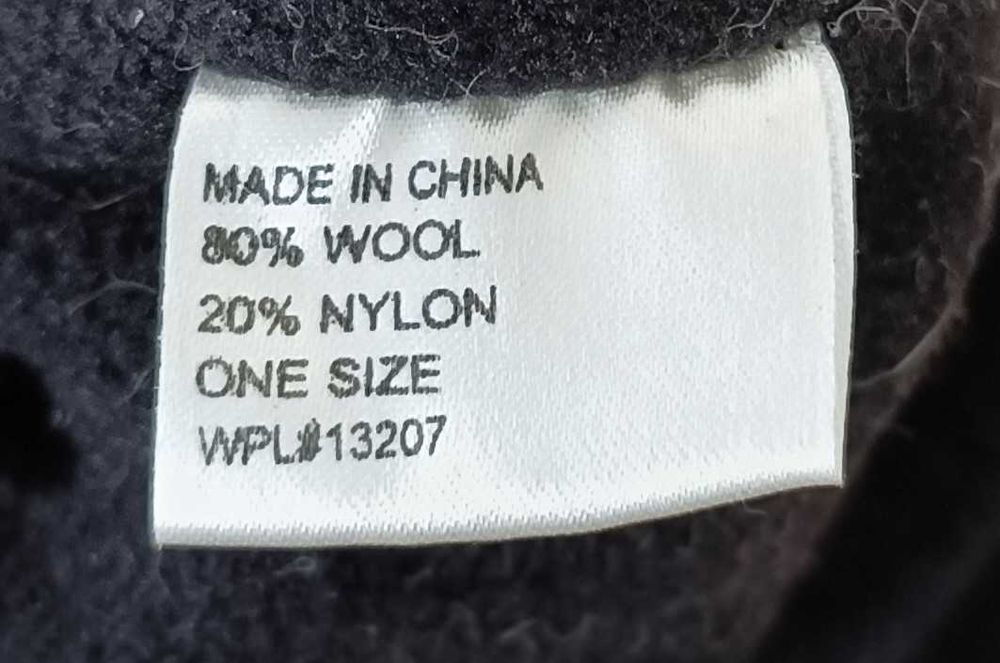 MADE IN CHINA
80% WOOL
20% NYLON
ONE SIZE
WPL#13207